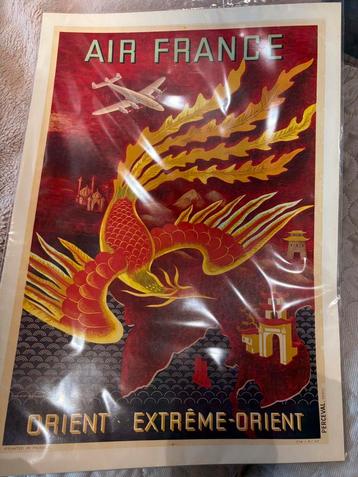 AIR FRANCE
ORIENT EXTRÊME-ORIENT
PERCEVAL